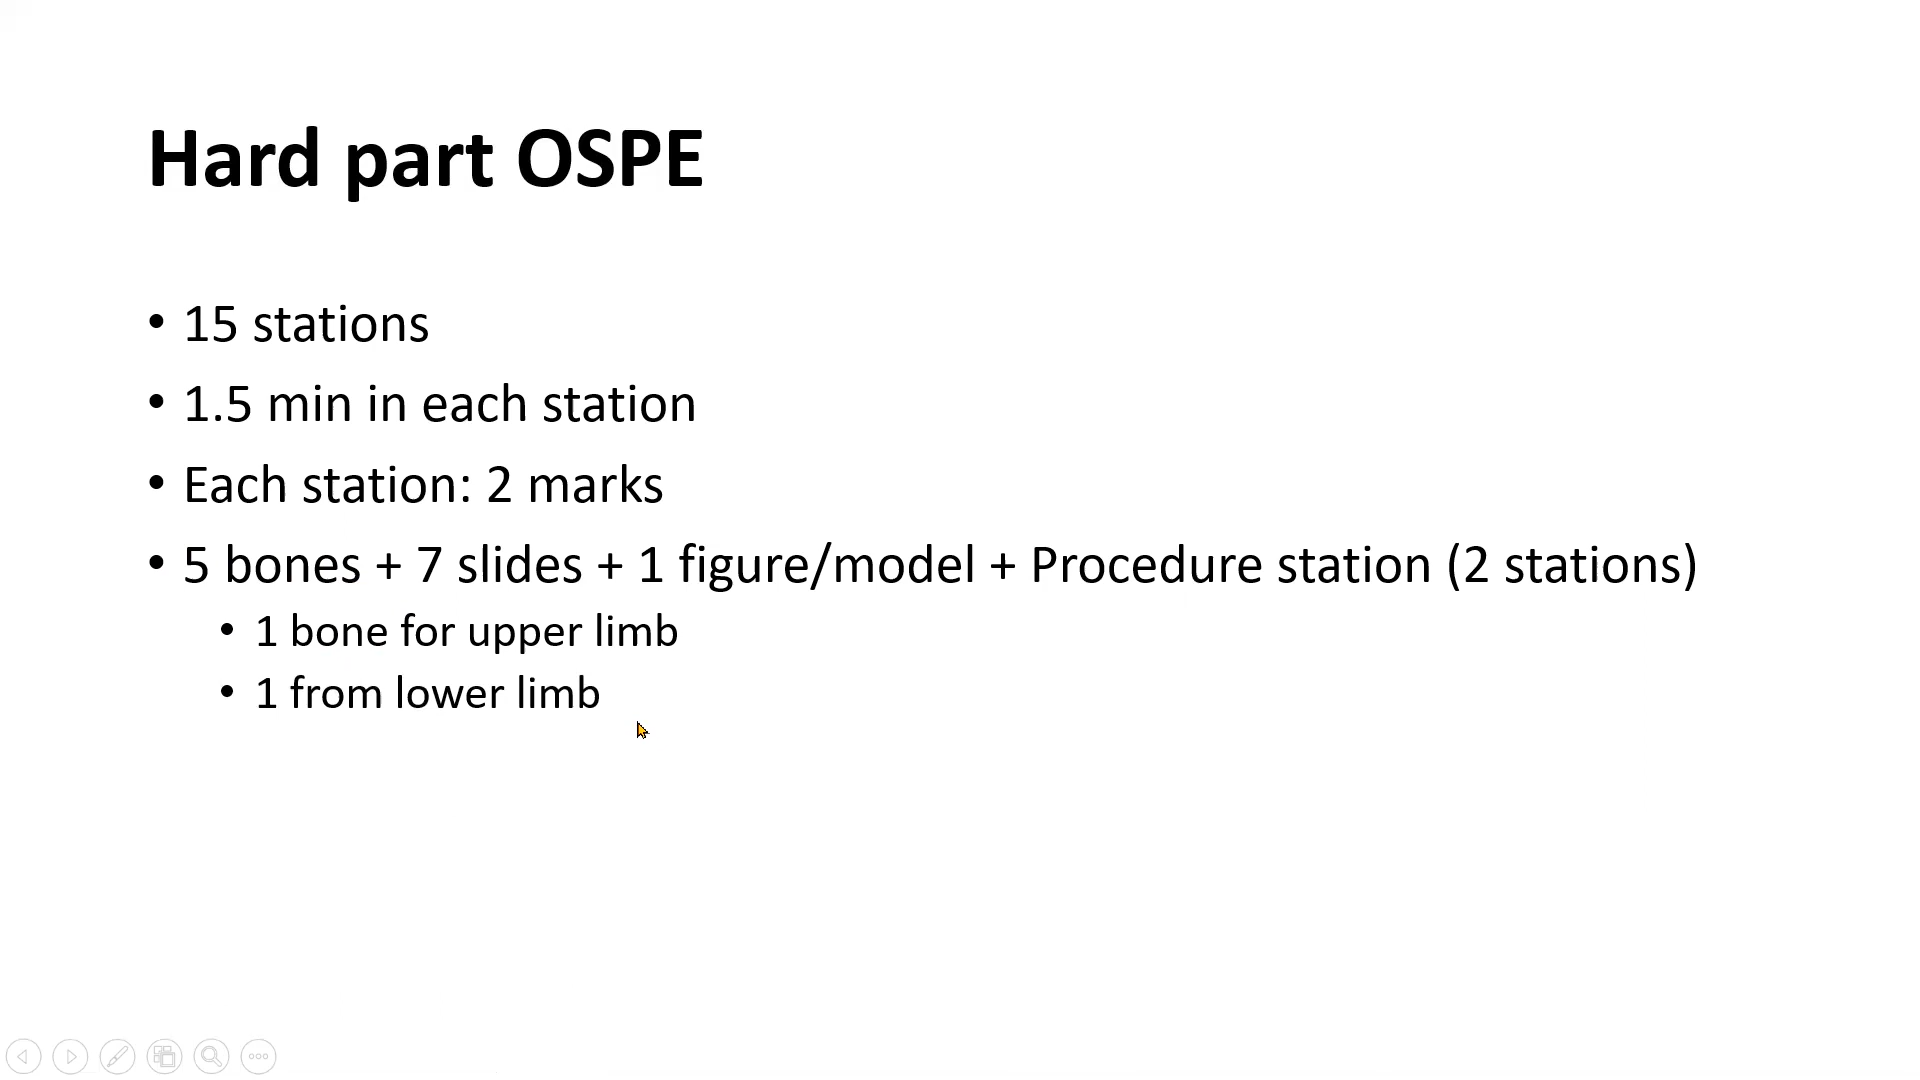 Hard part OSPE
• 15 stations
• 1.5 min in each station
• Each station: 2 marks
• 5 bones + 7 slides + 1 figure/model + Procedure station (2 stations)
• 1 bone for upper limb
• 1 from lower limb